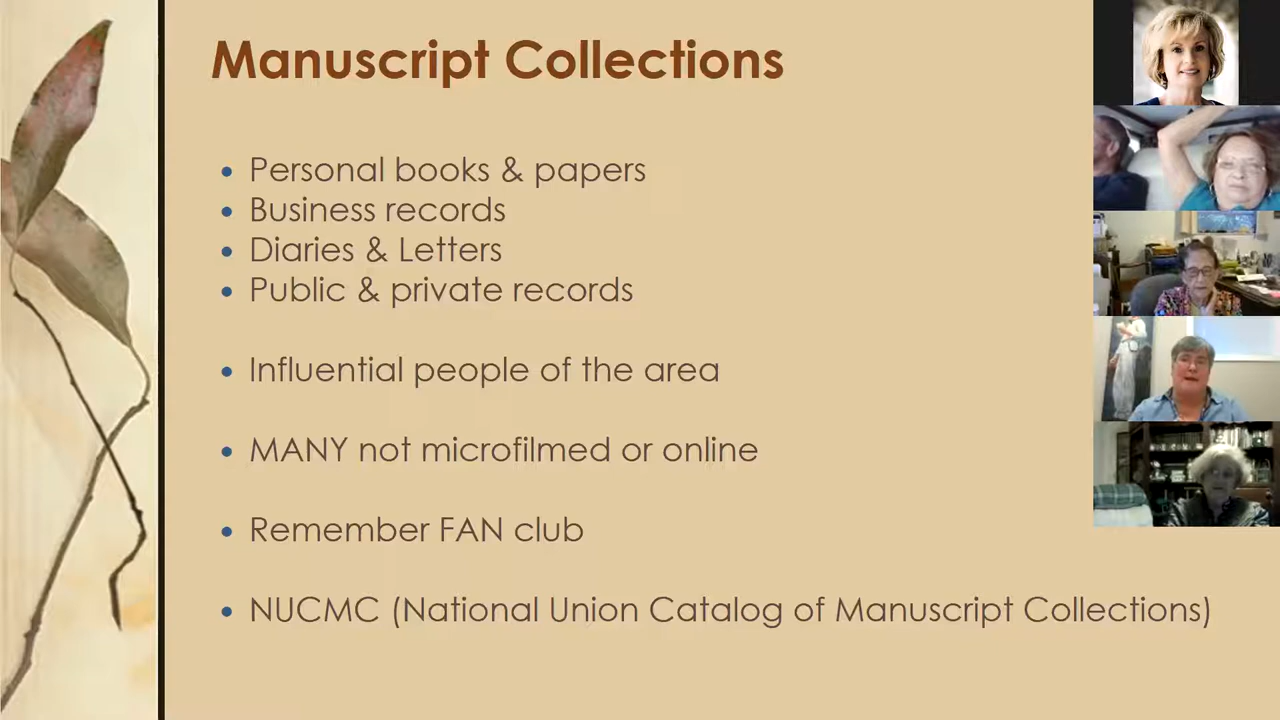 Manuscript Collections
• Personal books & papers
• Business records
• Diaries & Letters
• Public & private records
• Influential people of the area
• MANY not microfilmed or online
• Remember FAN club
• NUCMC (National Union Catalog of Manuscript Collections)